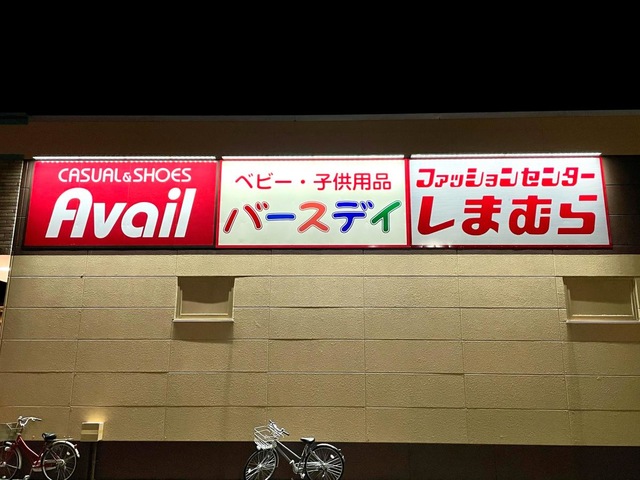 CASUAL&SHOES
Avail
ベビー・子供用品
バースデイ
ファッションセンター
しまむら